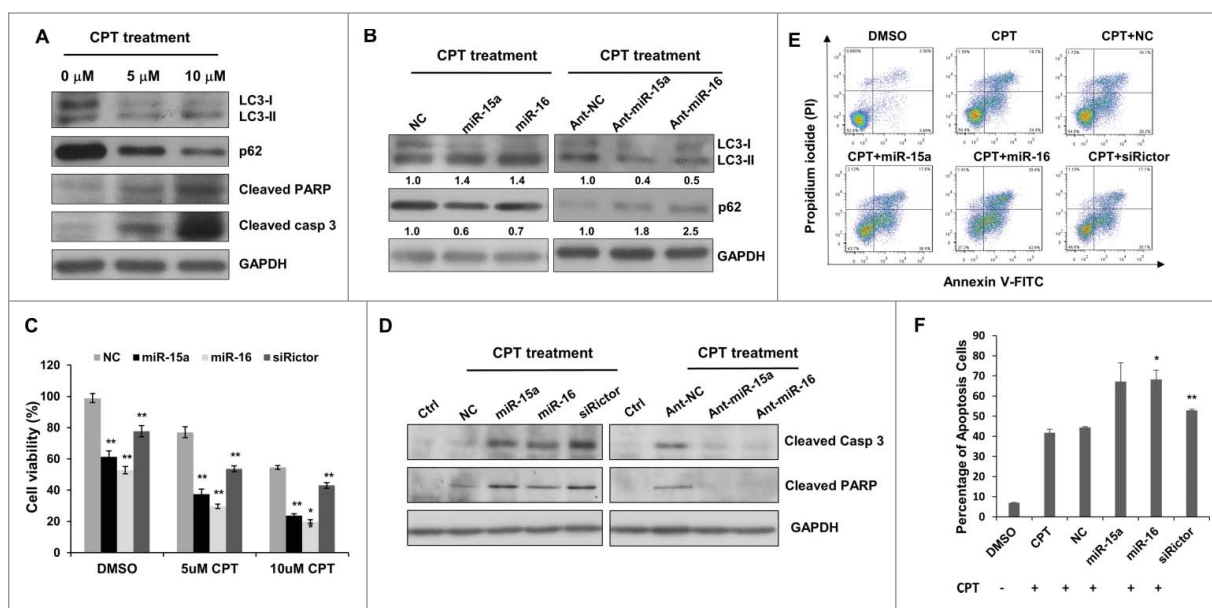 A
CPT treatment
0 μM 5 μM 10 μM
LC3-I
LC3-II
p62
Cleaved PARP
Cleaved casp 3
GAPDH
B
CPT treatment CPT treatment
NC miR-15a miR-16 Ant-NC Ant-miR-15a Ant-miR-16
LC3-I
LC3-II
1.0 1.4 1.4 1.0 0.4 0.5
p62
1.0 0.6 0.7 1.0 1.8 2.5
GAPDH
E
DMSO CPT CPT+NC
CPT+miR-15a CPT+miR-16 CPT+siRictor
Propidium iodide (PI)
Annexin V-FITC
C
NC miR-15a miR-16 siRictor
Cell viability (%)
120
100
80
60
40
20
0
** ** **
** ** **
** * * **
DMSO 5uM CPT 10uM CPT
D
CPT treatment CPT treatment
Ctrl NC miR-15a miR-16 siRictor Ctrl Ant-NC Ant-miR-15a Ant-miR-16
Cleaved Casp 3
Cleaved PARP
GAPDH
F
Percentage of Apoptosis Cells
90
80
70
60
50
40
30
20
10
0
* **
DMSO CPT NC miR-15a miR-16 siRictor
CPT - + + + + +